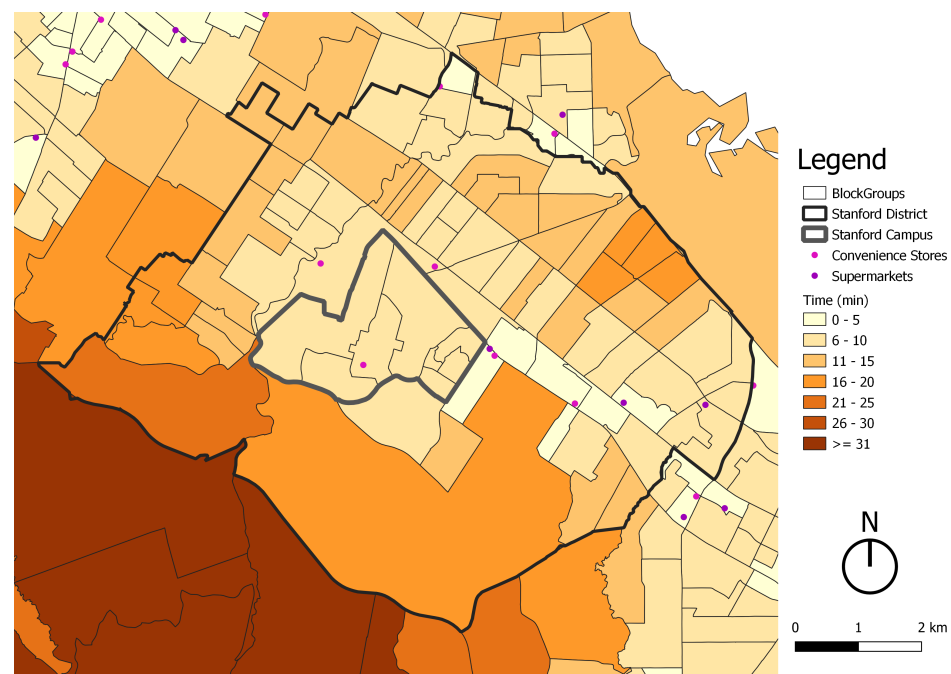 Legend
BlockGroups
Stanford District
Stanford Campus
Convenience Stores
Supermarkets
Time (min)
0 - 5
6 - 10
11 - 15
16 - 20
21 - 25
26 - 30
>= 31
N
0 1 2 km